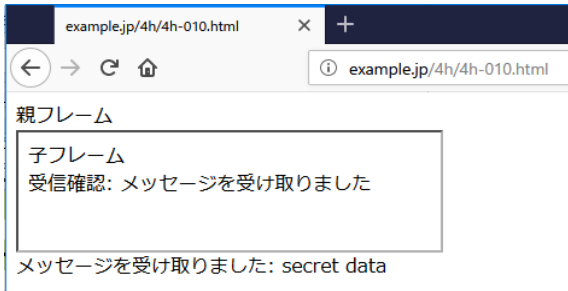 example.jp/4h/4h-010.html
example.jp/4h/4h-010.html
親フレーム
子フレーム
受信確認: メッセージを受け取りました
メッセージを受け取りました: secret data